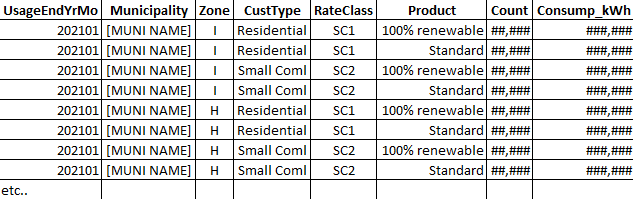 UsageEndYrMo Municipality Zone CustType RateClass Product Count Consump_kWh
202101 [MUNI NAME] I Residential SC1 100% renewable ##,### ###,###
202101 [MUNI NAME] I Residential SC1 Standard ##,### ###,###
202101 [MUNI NAME] I Small Coml SC2 100% renewable ##,### ###,###
202101 [MUNI NAME] I Small Coml SC2 Standard ##,### ###,###
202101 [MUNI NAME] H Residential SC1 100% renewable ##,### ###,###
202101 [MUNI NAME] H Residential SC1 Standard ##,### ###,###
202101 [MUNI NAME] H Small Coml SC2 100% renewable ##,### ###,###
202101 [MUNI NAME] H Small Coml SC2 Standard ##,### ###,###
etc..